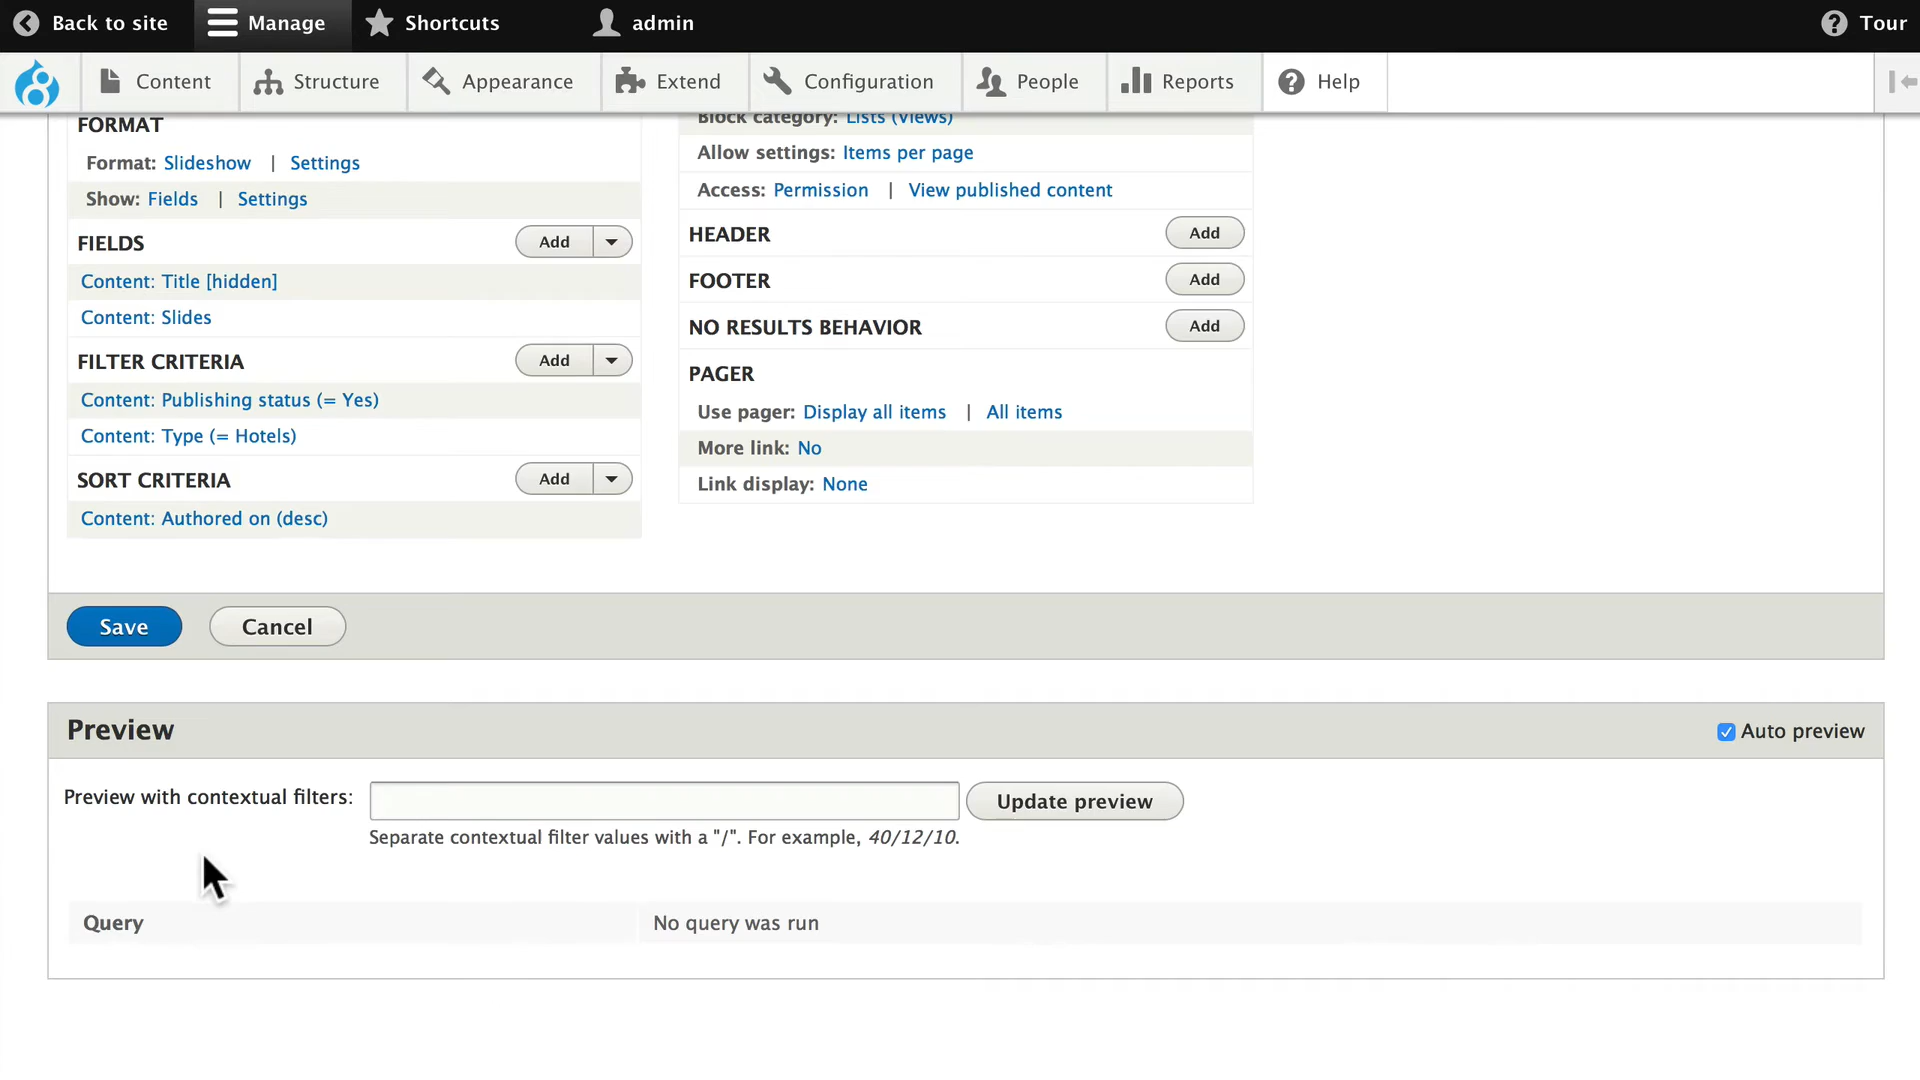 Back to site
Manage
Shortcuts
admin
Tour
Content
Structure
Appearance
Extend
Configuration
People
Reports
Help
FORMAT
Format: Slideshow | Settings
Show: Fields | Settings
FIELDS
Add
Content: Title [hidden]
Content: Slides
FILTER CRITERIA
Add
Content: Publishing status (= Yes)
Content: Type (= Hotels)
SORT CRITERIA
Add
Content: Authored on (desc)
Block category: Lists (Views)
Allow settings: Items per page
Access: Permission | View published content
HEADER
Add
FOOTER
Add
NO RESULTS BEHAVIOR
Add
PAGER
Use pager: Display all items | All items
More link: No
Link display: None
Save
Cancel
Preview
Auto preview
Preview with contextual filters:
Update preview
Separate contextual filter values with a "/". For example, 40/12/10.
Query
No query was run